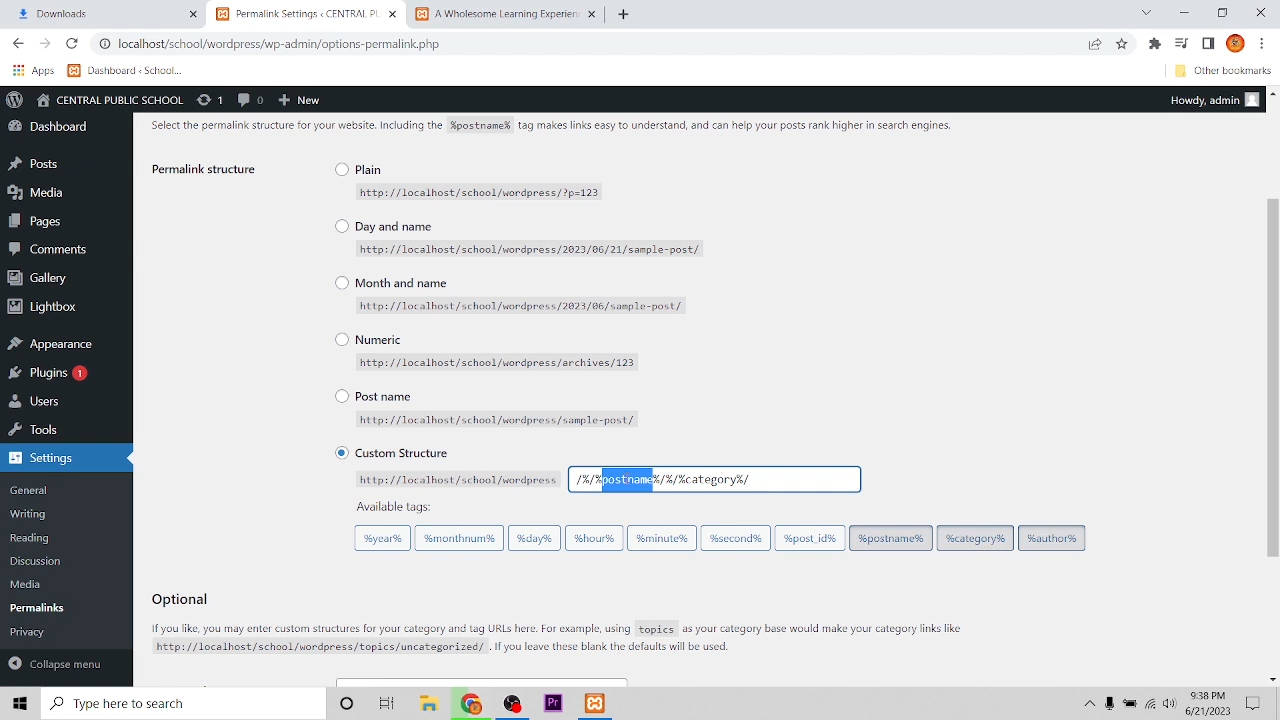 Downloads
Permalink Settings ‹ CENTRAL PU
A Wholesome Learning Experienc
localhost/school/wordpress/wp-admin/options-permalink.php
Apps
Dashboard ‹ School...
Other bookmarks
CENTRAL PUBLIC SCHOOL
1
0
New
Howdy, admin
Dashboard
Posts
Media
Pages
Comments
Gallery
Lightbox
Appearance
Plugins 1
Users
Tools
Settings
General
Writing
Reading
Discussion
Media
Permalinks
Privacy
Collapse menu
Select the permalink structure for your website. Including the %postname% tag makes links easy to understand, and can help your posts rank higher in search engines.
Permalink structure
Plain
http://localhost/school/wordpress/?p=123
Day and name
http://localhost/school/wordpress/2023/06/21/sample-post/
Month and name
http://localhost/school/wordpress/2023/06/sample-post/
Numeric
http://localhost/school/wordpress/archives/123
Post name
http://localhost/school/wordpress/sample-post/
Custom Structure
http://localhost/school/wordpress /%/%postname%/%/%category%/
Available tags:
%year% %monthnum% %day% %hour% %minute% %second% %post_id% %postname% %category% %author%
Optional
If you like, you may enter custom structures for your category and tag URLs here. For example, using topics as your category base would make your category links like
http://localhost/school/wordpress/topics/uncategorized/ . If you leave these blank the defaults will be used.
Type here to search
Pr
9:38 PM
6/21/2023